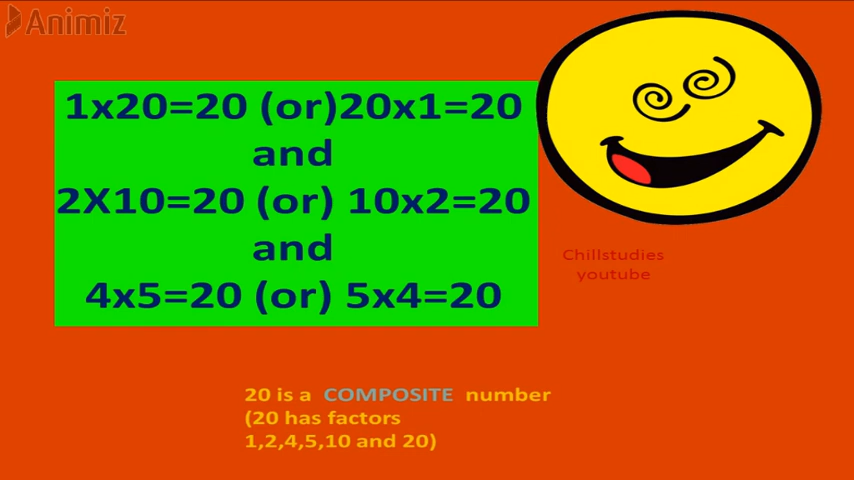 Animiz
1x20=20 (or)20x1=20
and
2X10=20 (or) 10x2=20
and
4x5=20 (or) 5x4=20
Chillstudies
youtube
20 is a COMPOSITE number
(20 has factors
1,2,4,5,10 and 20)